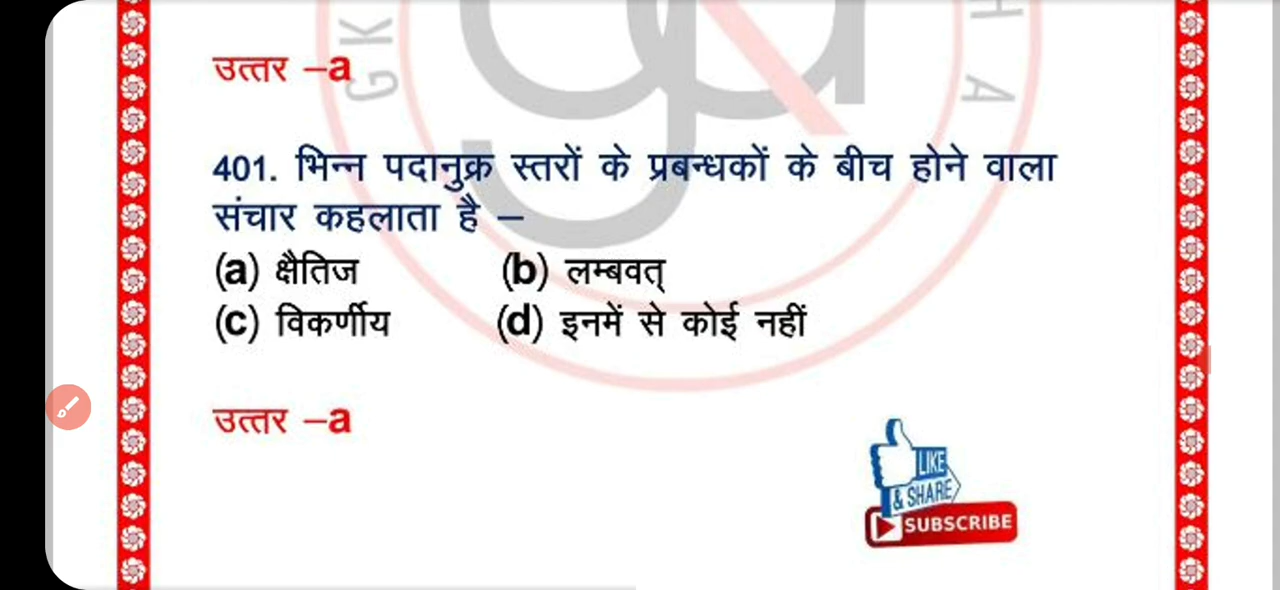 उत्तर –a
401. भिन्न पदानुक्र स्तरों के प्रबन्धकों के बीच होने वाला
संचार कहलाता है –
(a) क्षैतिज (b) लम्बवत्
(c) विकर्णीय (d) इनमें से कोई नहीं
उत्तर –a
LIKE
& SHARE
SUBSCRIBE